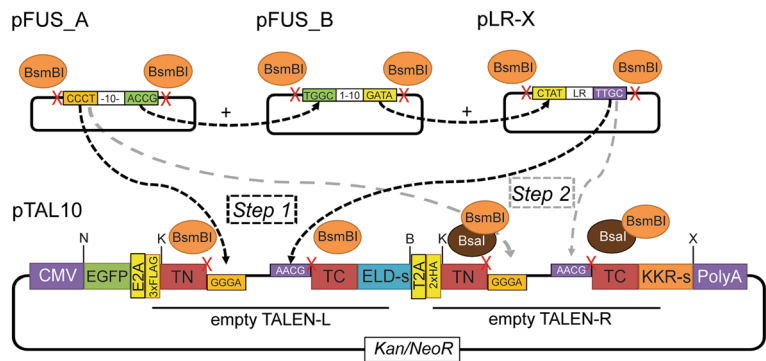 pFUS_A
pFUS_B
pLR-X
BsmBI
BsmBI
BsmBI
BsmBI
BsmBI
BsmBI
CCCT -10- ACCG
+
TGGC 1-10 GATA
+
CTAT LR TTGC
Step 1
Step 2
pTAL10
N
K
BsmBI
BsmBI
B
K
BsmBI
BsaI
BsmBI
BsaI
X
CMV EGFP E2A 3xFLAG TN GGGA AACG TC ELD-s T2A 2xHA TN GGGA AACG TC KKR-s PolyA
empty TALEN-L
empty TALEN-R
Kan/NeoR